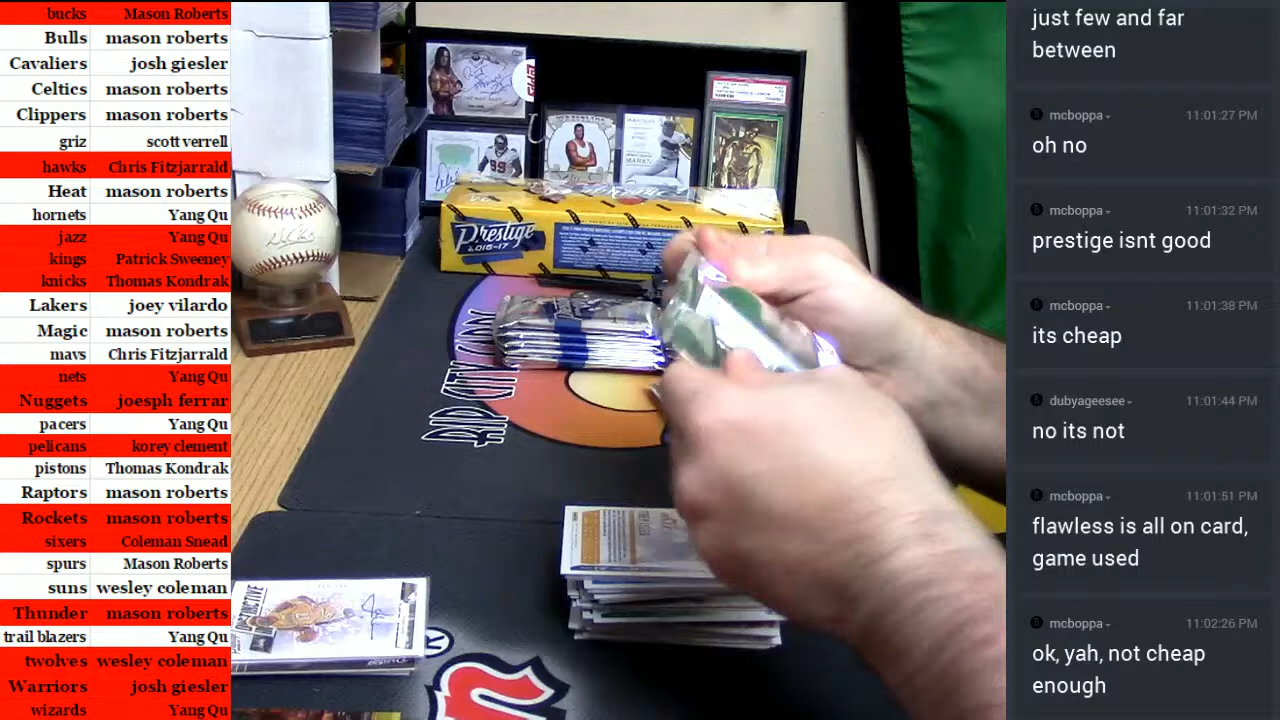 bucks Mason Roberts
Bulls mason roberts
Cavaliers josh giesler
Celtics mason roberts
Clippers mason roberts
griz scott verrell
hawks Chris Fitzjarrald
Heat mason roberts
hornets Yang Qu
jazz Yang Qu
kings Patrick Sweeney
knicks Thomas Kondrak
Lakers joey vilardo
Magic mason roberts
mavs Chris Fitzjarrald
nets Yang Qu
Nuggets joesph ferrar
pacers Yang Qu
pelicans korey clement
pistons Thomas Kondrak
Raptors mason roberts
Rockets mason roberts
sixers Coleman Snead
spurs Mason Roberts
suns wesley coleman
Thunder mason roberts
trail blazers Yang Qu
twolves wesley coleman
Warriors josh giesler
wizards Yang Qu
99
Prestige
2016-17
RIP CITY
just few and far
between
mcboppa 11:01:27 PM
oh no
mcboppa 11:01:32 PM
prestige isnt good
mcboppa 11:01:38 PM
its cheap
dubyageesee 11:01:44 PM
no its not
mcboppa 11:01:51 PM
flawless is all on card,
game used
mcboppa 11:02:26 PM
ok, yah, not cheap
enough